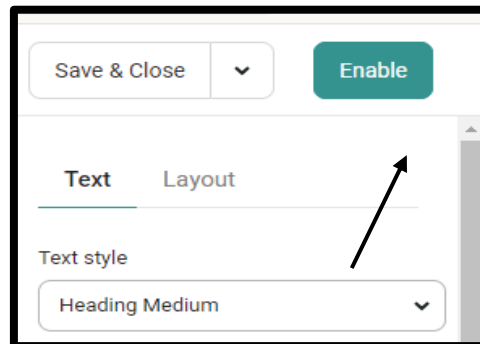 Save & Close Enable
Text Layout
Text style
Heading Medium